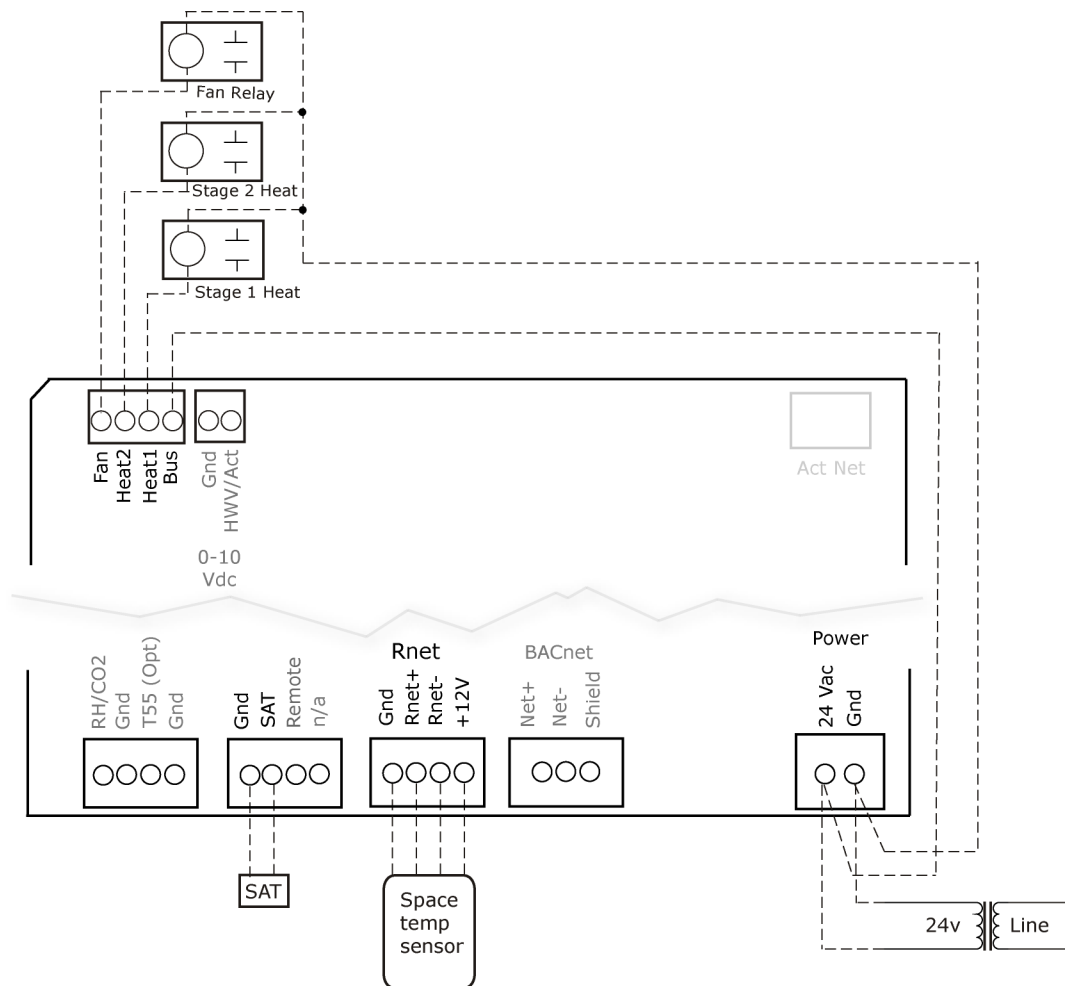 Fan Relay
Stage 2 Heat
Stage 1 Heat
Fan
Heat2
Heat1
Bus
Gnd
HWV/Act
0-10
Vdc
Act Net
RH/CO2
Gnd
T55 (Opt)
Gnd
Gnd
SAT
Remote
n/a
Rnet
Gnd
Rnet+
Rnet-
+12V
BACnet
Net+
Net-
Shield
Power
24 Vac
Gnd
SAT
Space
temp
sensor
24v
Line